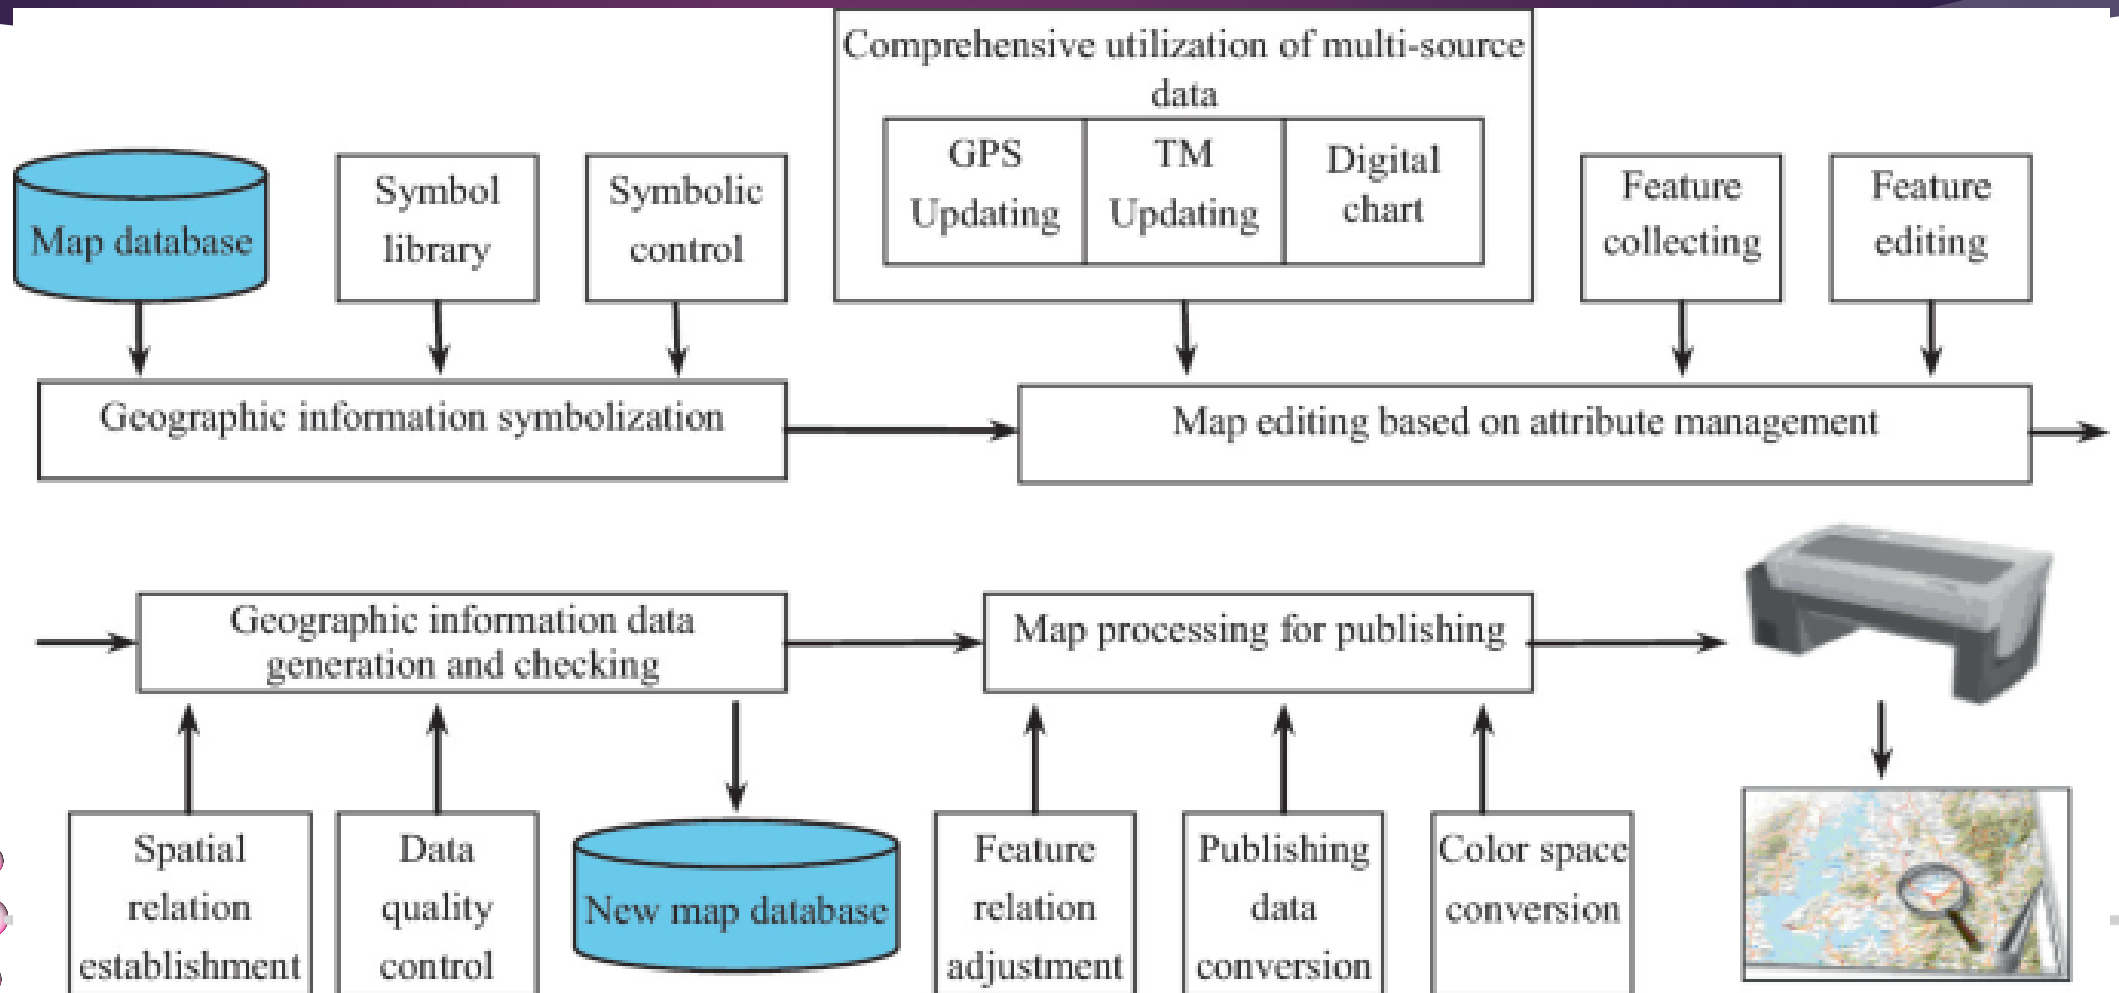 Comprehensive utilization of multi-source
data
GPS
Updating
TM
Updating
Digital
chart
Map database
Symbol
library
Symbolic
control
Feature
collecting
Feature
editing
Geographic information symbolization
Map editing based on attribute management
Geographic information data
generation and checking
Map processing for publishing
Spatial
relation
establishment
Data
quality
control
New map database
Feature
relation
adjustment
Publishing
data
conversion
Color space
conversion